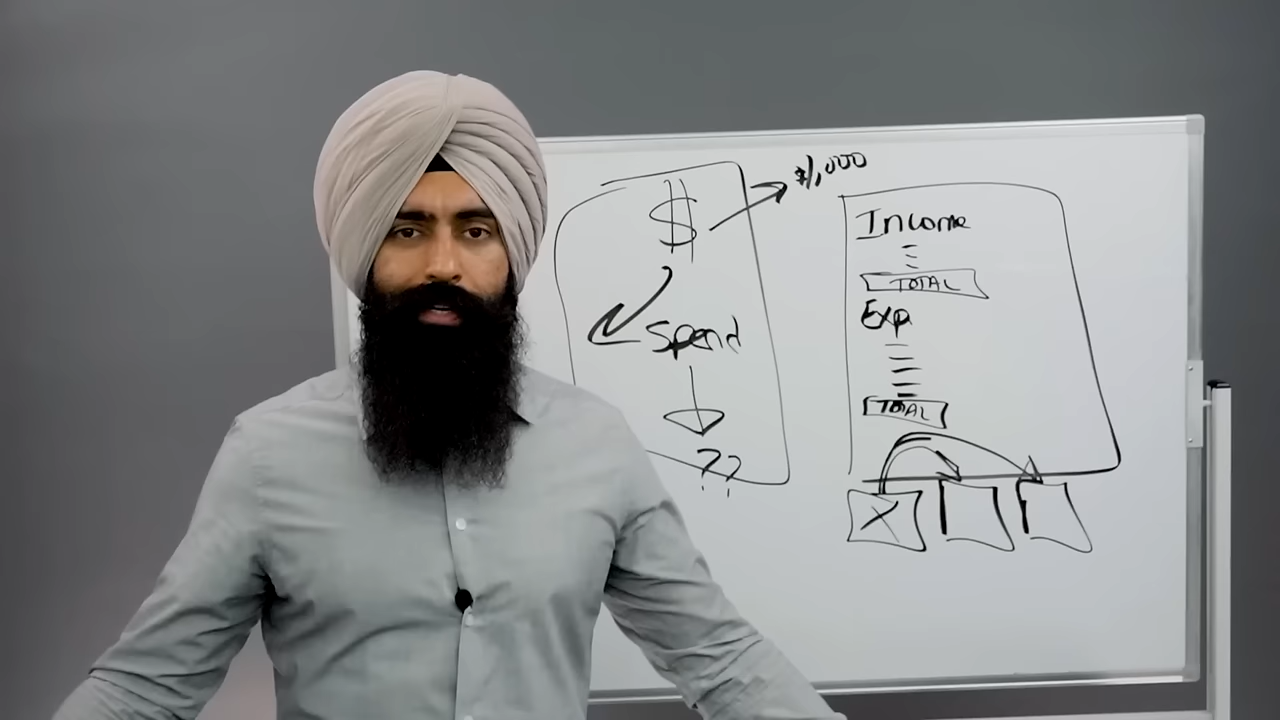 $
$1,000
Spend
??
Income
TOTAL
Exp
TOTAL
X